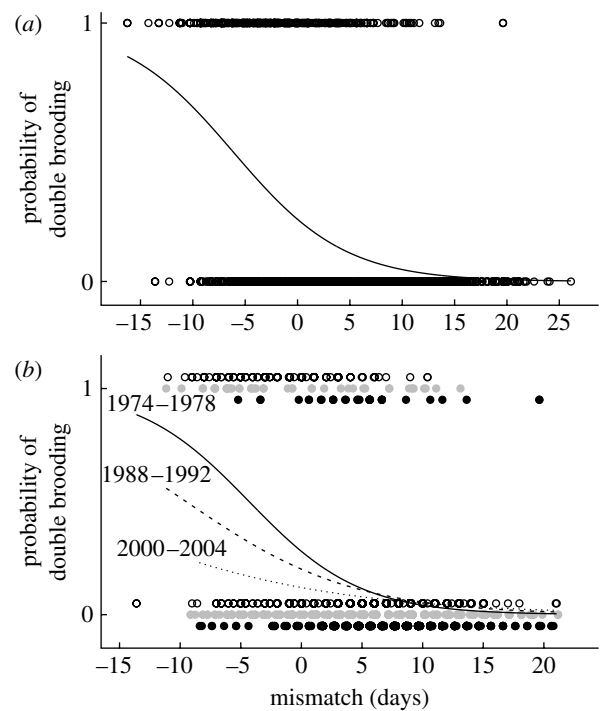 (a)
1
0
probability of
double brooding
−15 −10 −5 0 5 10 15 20 25
(b)
1
0
probability of
double brooding
1974–1978
1988–1992
2000–2004
−15 −10 −5 0 5 10 15 20
mismatch (days)